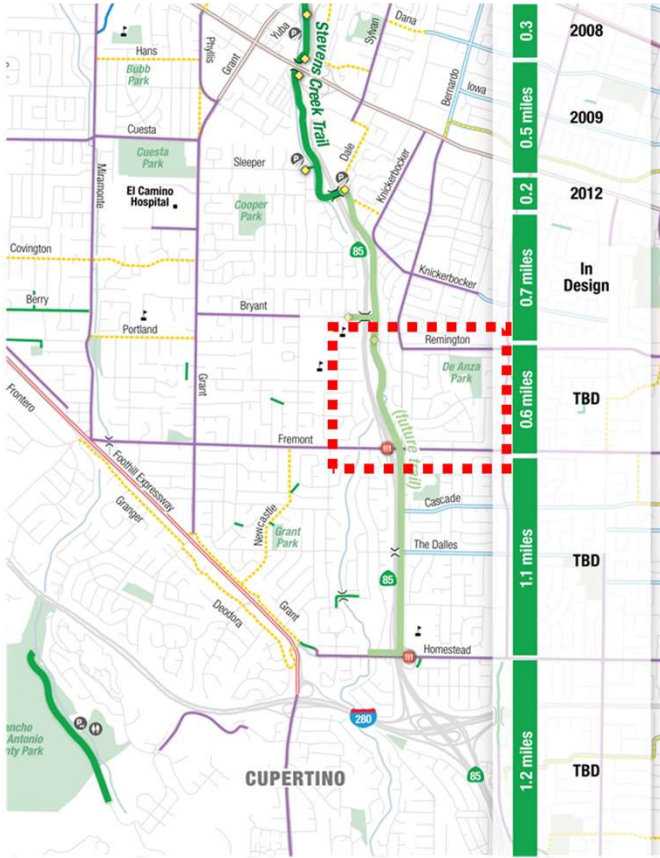 0.3
2008
0.5 miles
2009
0.2
2012
0.7 miles
In
Design
0.6 miles
TBD
1.1 miles
TBD
1.2 miles
TBD
Dana
Yuba
Sylvan
Stevens Creek Trail
Hans
Phyllis
Grant
Bubb
Park
Bernardo
Iowa
Cuesta
Cuesta
Park
Sleeper
Dale
Knickerbocker
Miramonte
El Camino
Hospital
Cooper
Park
85
Covington
Knickerbocker
Berry
Bryant
Portland
Remington
De Anza
Park
Grant
(future trail)
Frontero
Fremont
Foothill Expressway
Granger
Newcastle
Cascade
Grant
Park
The Dalles
85
Deodora
Grant
Homestead
280
ancho
Antonio
nty Park
CUPERTINO
85